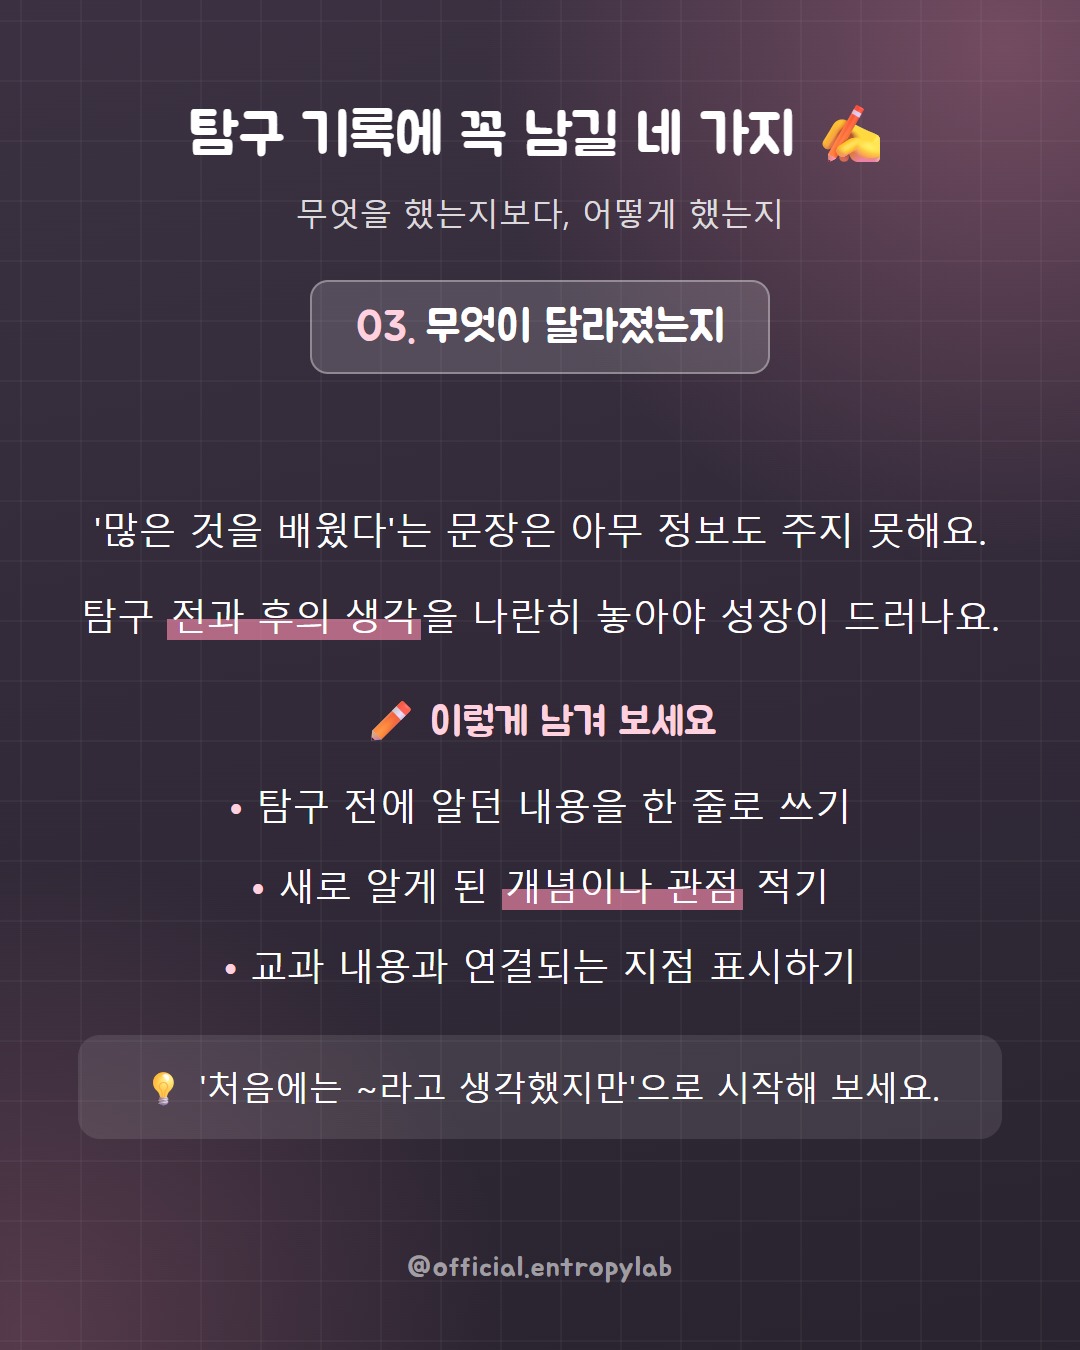 탐구 기록에 꼭 남길 네 가지 ✍️
무엇을 했는지보다, 어떻게 했는지
03. 무엇이 달라졌는지
'많은 것을 배웠다'는 문장은 아무 정보도 주지 못해요.
탐구 전과 후의 생각을 나란히 놓아야 성장이 드러나요.
✏️ 이렇게 남겨 보세요
• 탐구 전에 알던 내용을 한 줄로 쓰기
• 새로 알게 된 개념이나 관점 적기
• 교과 내용과 연결되는 지점 표시하기
💡 '처음에는 ~라고 생각했지만'으로 시작해 보세요.
@official.entropylab